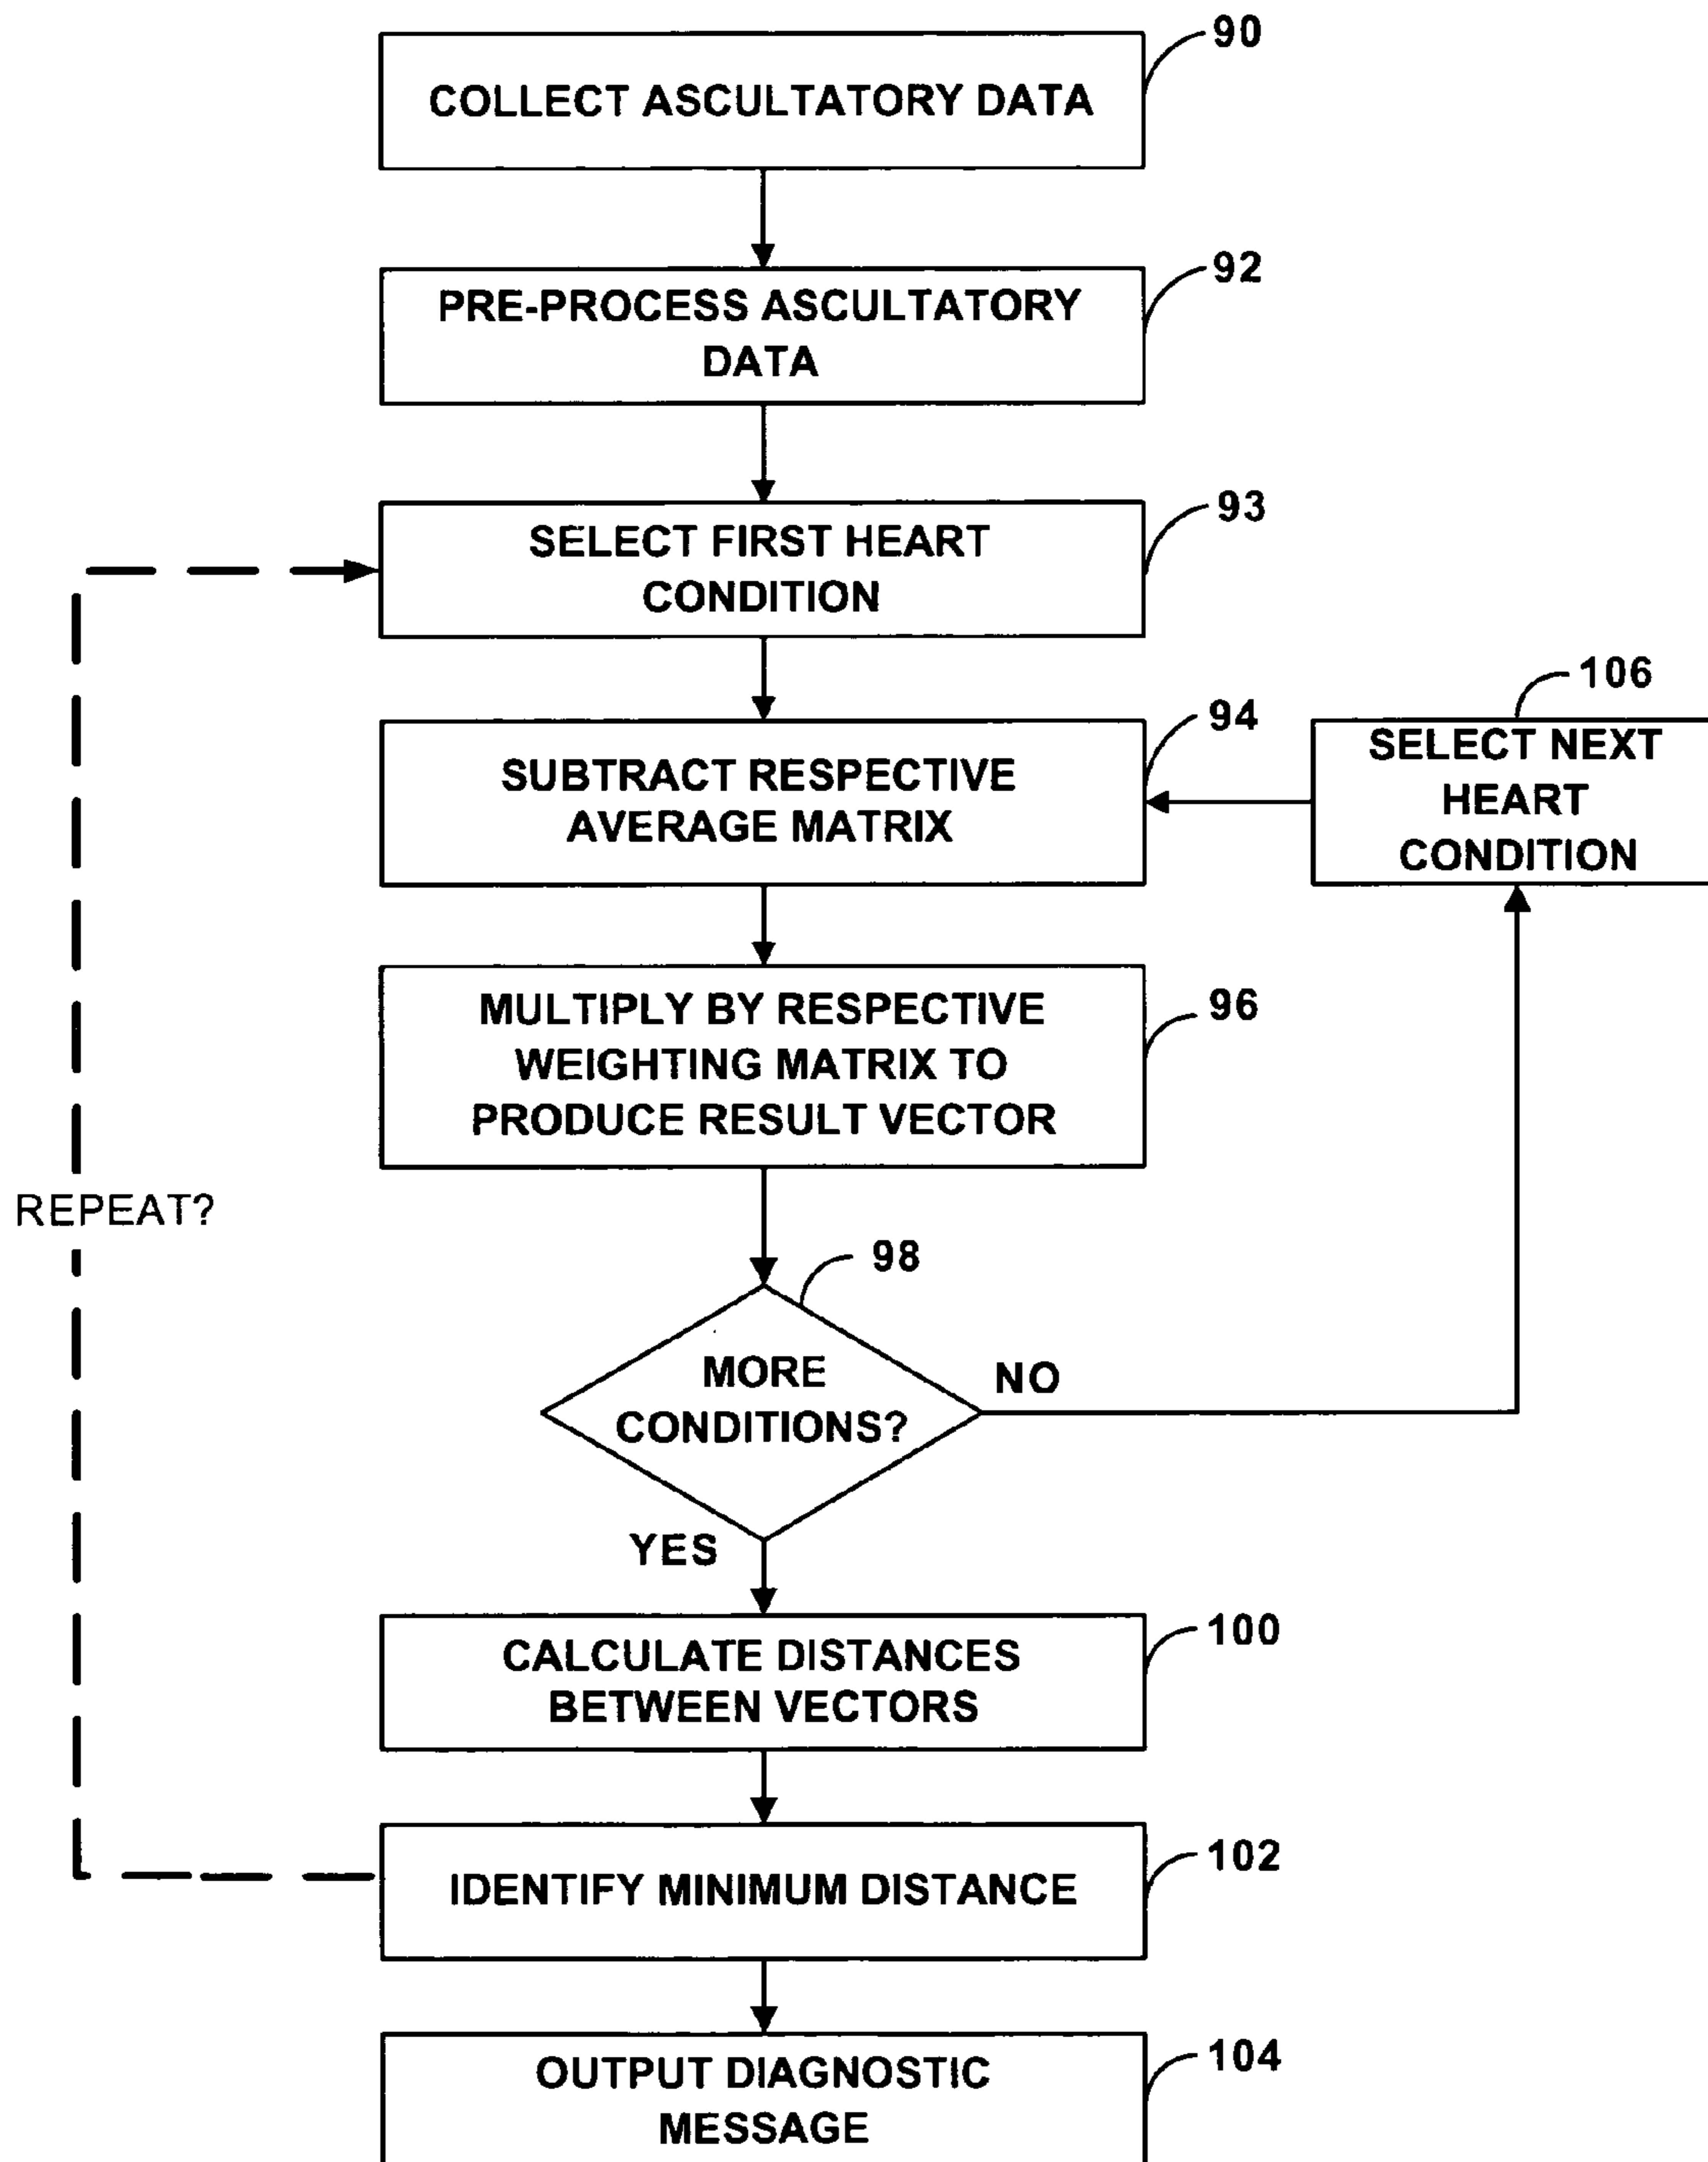 90
COLLECT ASCULTATORY DATA
92
PRE-PROCESS ASCULTATORY
DATA
93
SELECT FIRST HEART
CONDITION
106
94
SELECT NEXT
HEART
CONDITION
SUBTRACT RESPECTIVE
AVERAGE MATRIX
96
MULTIPLY BY RESPECTIVE
WEIGHTING MATRIX TO
PRODUCE RESULT VECTOR
REPEAT?
98
MORE
CONDITIONS?
NO
YES
100
CALCULATE DISTANCES
BETWEEN VECTORS
102
IDENTIFY MINIMUM DISTANCE
104
OUTPUT DIAGNOSTIC
MESSAGE